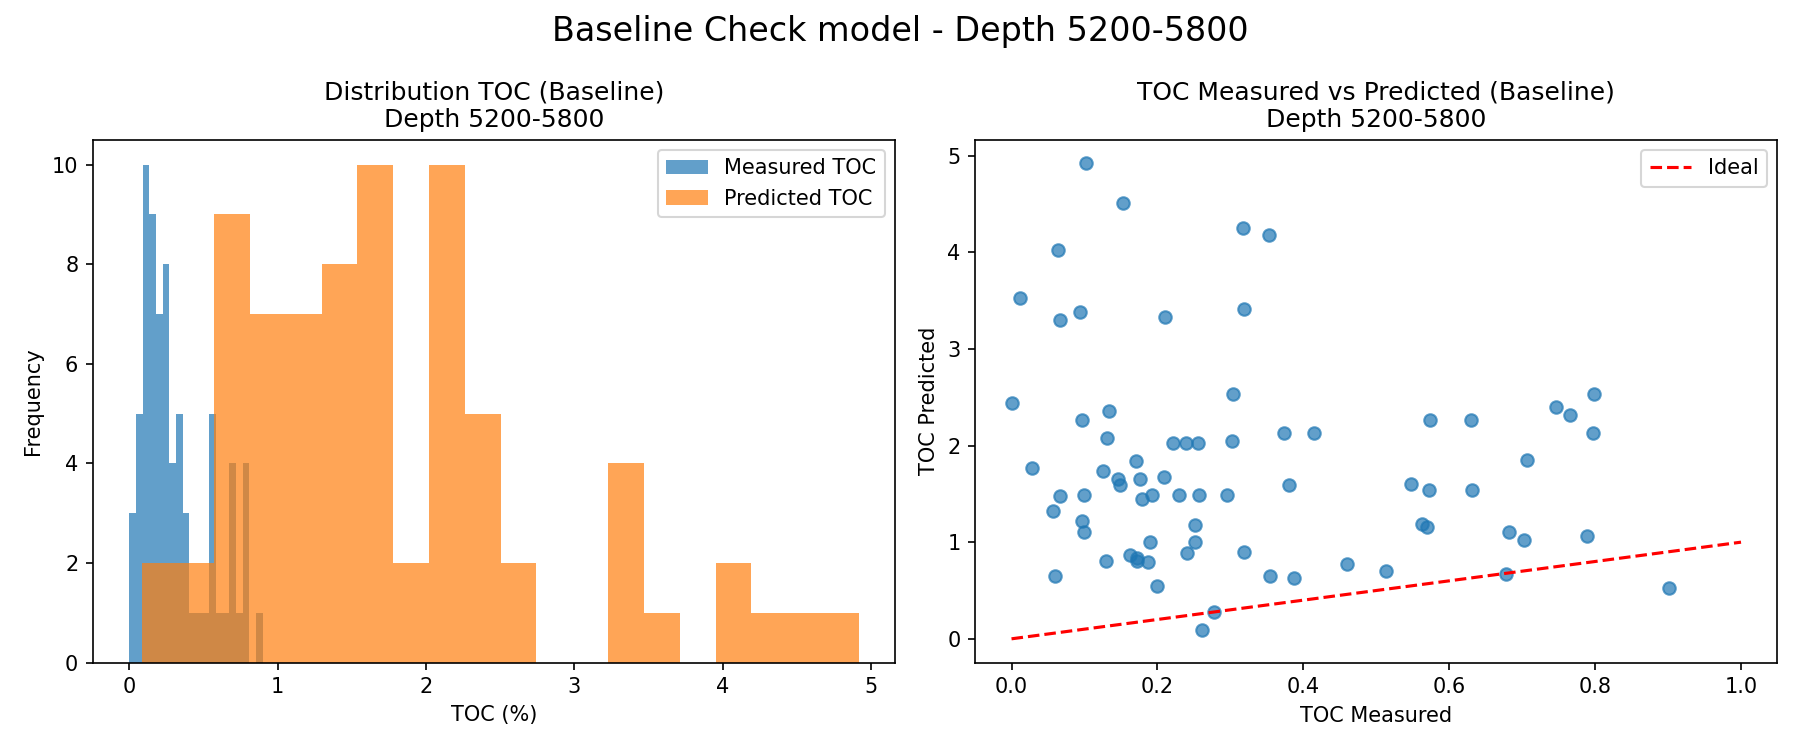 Baseline Check model - Depth 5200-5800
Distribution TOC (Baseline)
Depth 5200-5800
Measured TOC
Predicted TOC
Frequency
10
8
6
4
2
0
0 1 2 3 4 5
TOC (%)
TOC Measured vs Predicted (Baseline)
Depth 5200-5800
Ideal
TOC Predicted
5
4
3
2
1
0
0.0 0.2 0.4 0.6 0.8 1.0
TOC Measured